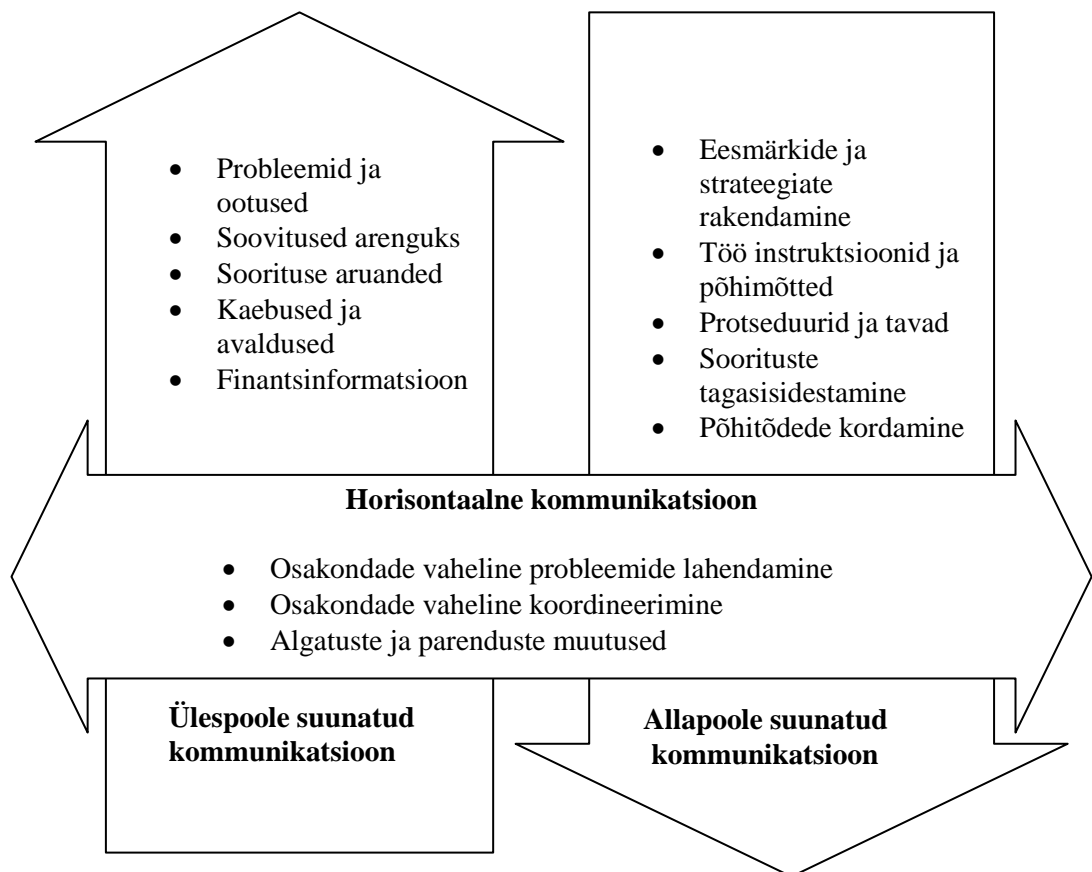 • Probleemid ja
ootused
• Soovitused arenguks
• Soorituse aruanded
• Kaebused ja
avaldused
• Finantsinformatsioon
• Eesmärkide ja
strateegiate
rakendamine
• Töö instruktsioonid ja
põhimõtted
• Protseduurid ja tavad
• Soorituste
tagasisidestamine
• Põhitõdede kordamine
Horisontaalne kommunikatsioon
• Osakondade vaheline probleemide lahendamine
• Osakondade vaheline koordineerimine
• Algatuste ja parenduste muutused
Ülespoole suunatud
kommunikatsioon
Allapoole suunatud
kommunikatsioon